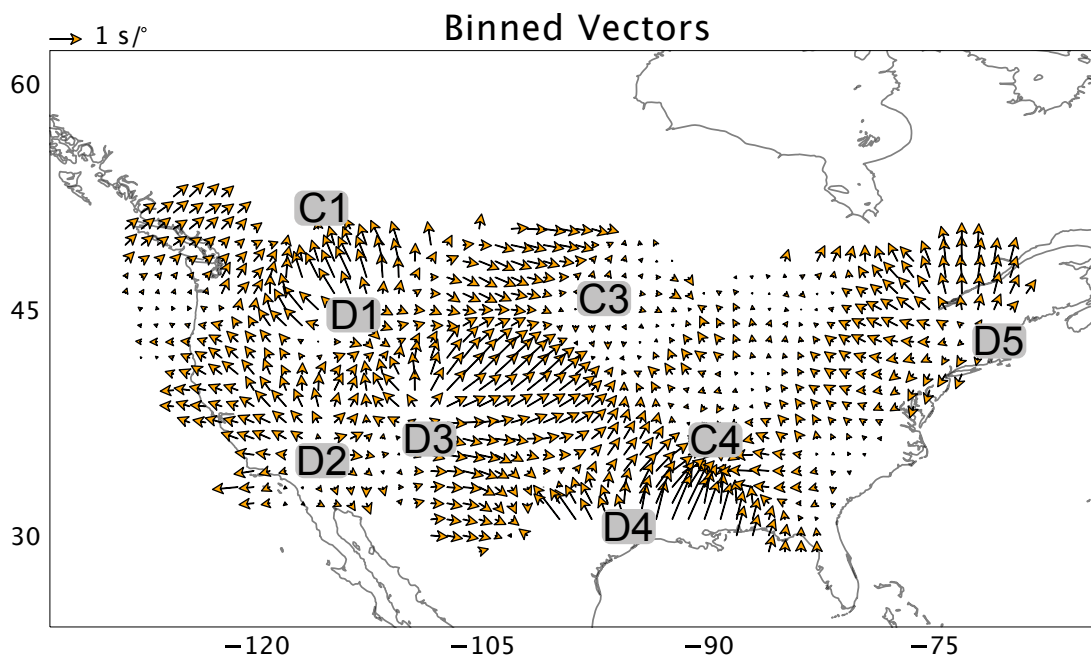 Binned Vectors
1 s/°
60
45
30
C1
D1
C3
D5
D3
C4
D2
D4
−120
−105
−90
−75